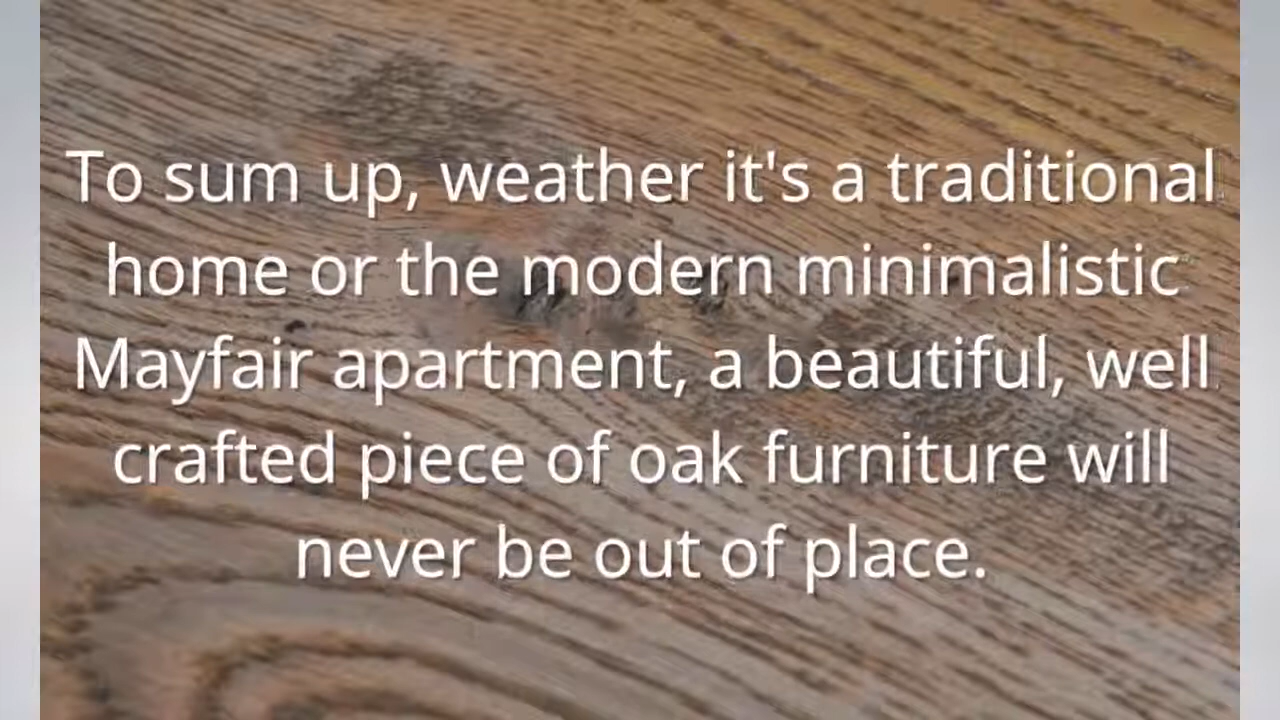 To sum up, weather it's a traditional
home or the modern minimalistic
Mayfair apartment, a beautiful, well
crafted piece of oak furniture will
never be out of place.